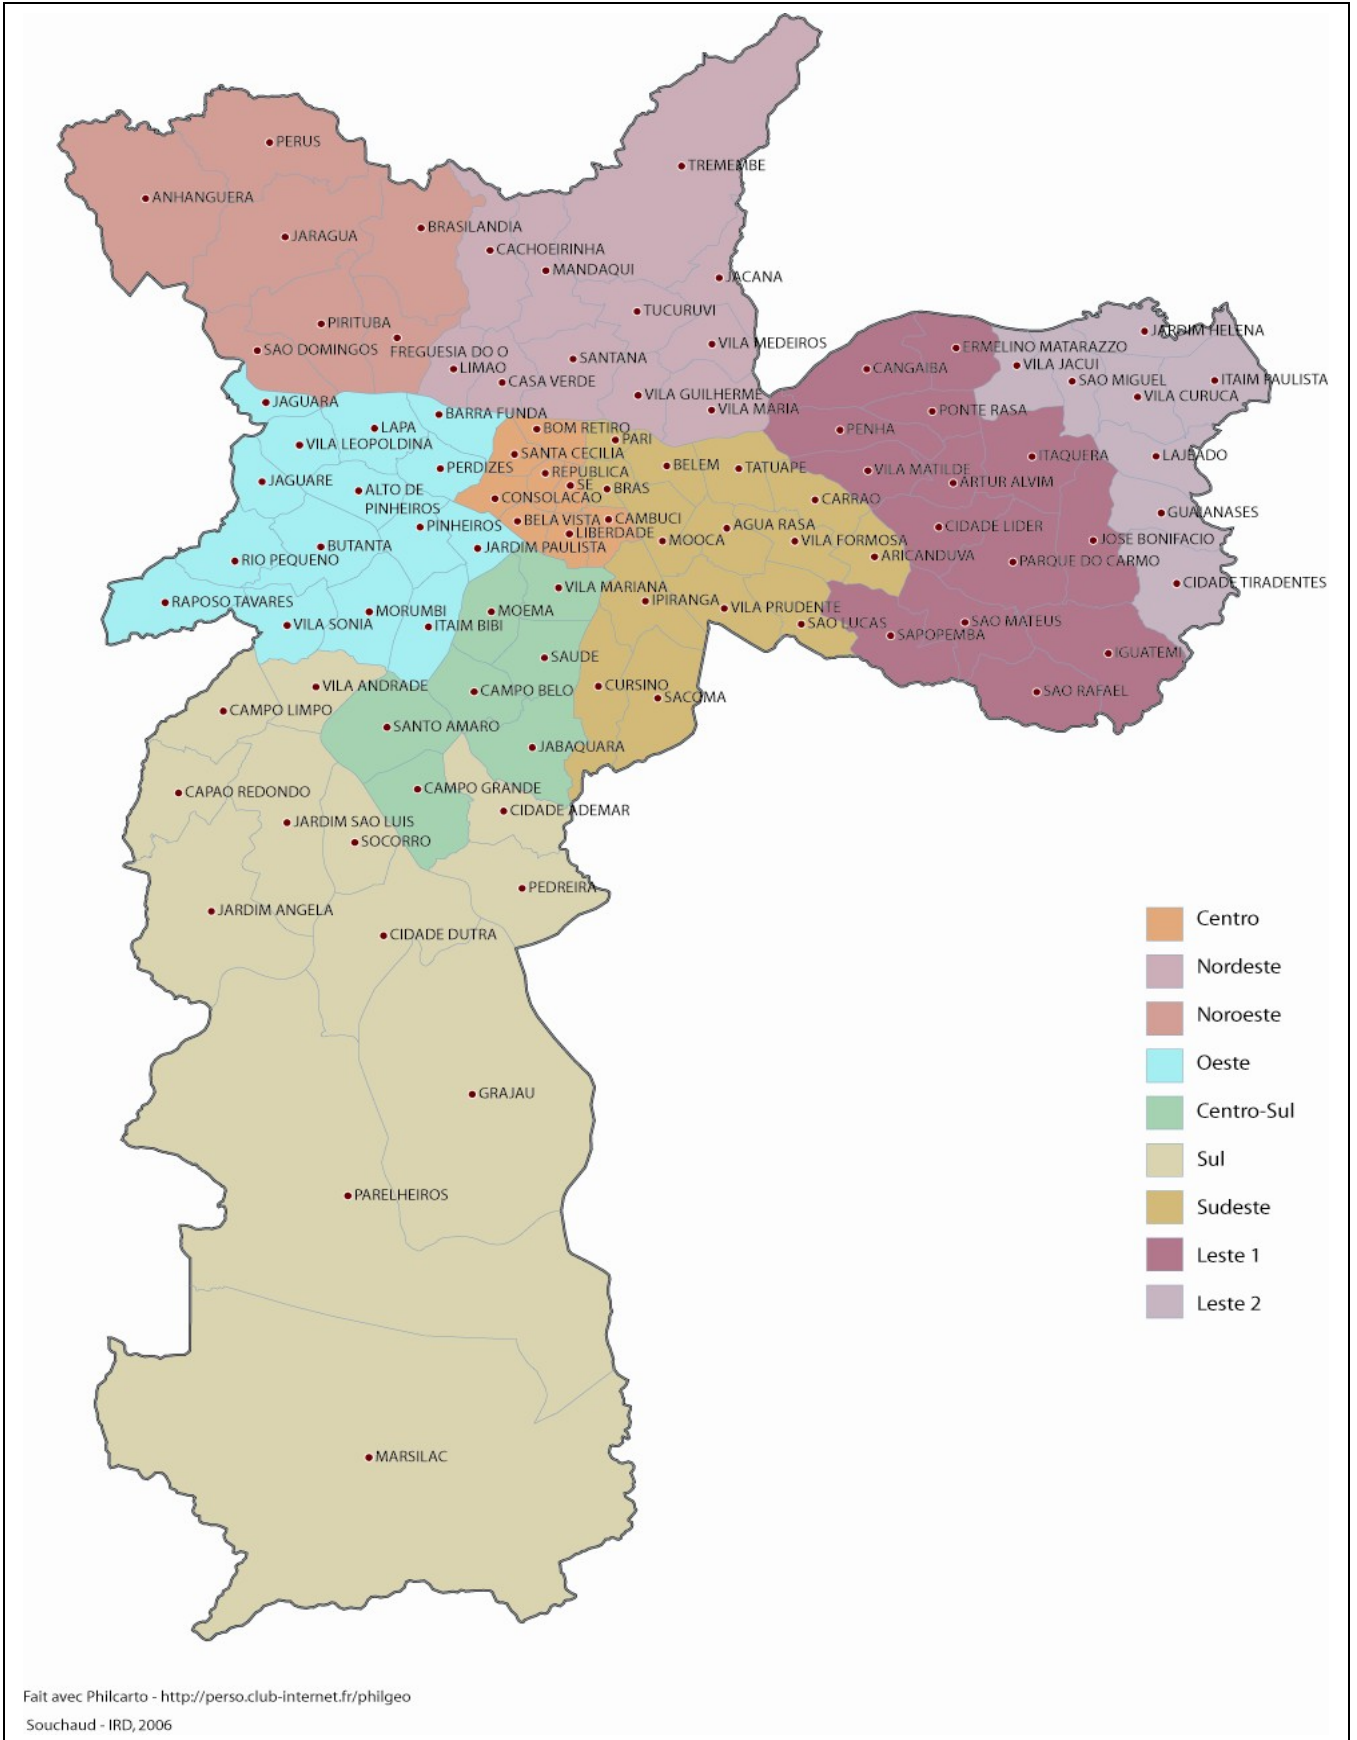 PERUS
TREMEMBE
ANHANGUERA
BRASILANDIA
JARAGUA
CACHOEIRINHA
MANDAQUI
JACANA
TUCURUVI
PIRITUBA
JARDIM HELENA
VILA MEDEIROS
ERMELINO MATARAZZO
SAO DOMINGOS
FREGUESIA DO O
SANTANA
VILA JACUI
LIMAO
CANGAIBA
CASA VERDE
SAO MIGUEL
ITAIM PAULISTA
VILA GUILHERME
VILA CURUCA
JAGUARA
VILA MARIA
PONTE RASA
BARRA FUNDA
LAPA
BOM RETIRO
PENHA
PARI
VILA LEOPOLDINA
SANTA CECILIA
ITAQUERA
LAJEADO
PERDIZES
BELEM
TATUAPE
REPUBLICA
VILA MATILDE
JAGUARE
SE
BRAS
ARTUR ALVIM
ALTO DE
PINHEIROS
CONSOLACAO
CARRAO
GUAIANASES
BELA VISTA
CAMBUCI
PINHEIROS
AGUA RASA
CIDADE LIDER
LIBERDADE
MOOCA
VILA FORMOSA
JOSE BONIFACIO
BUTANTA
JARDIM PAULISTA
ARICANDUVA
RIO PEQUENO
PARQUE DO CARMO
CIDADE TIRADENTES
VILA MARIANA
RAPOSO TAVARES
IPIRANGA
MORUMBI
MOEMA
VILA PRUDENTE
VILA SONIA
ITAIM BIBI
SAO LUCAS
SAO MATEUS
SAPOPEMBA
IGUATEMI
SAUDE
VILA ANDRADE
CAMPO BELO
CURSINO
SACOMA
SAO RAFAEL
CAMPO LIMPO
SANTO AMARO
JABAQUARA
CAPAO REDONDO
CAMPO GRANDE
CIDADE ADEMAR
JARDIM SAO LUIS
SOCORRO
PEDREIRA
JARDIM ANGELA
CIDADE DUTRA
GRAJAU
PARELHEIROS
MARSILAC
Centro
Nordeste
Noroeste
Oeste
Centro-Sul
Sul
Sudeste
Leste 1
Leste 2
Fait avec Philcarto - http://perso.club-internet.fr/philgeo
Souchaud - IRD, 2006